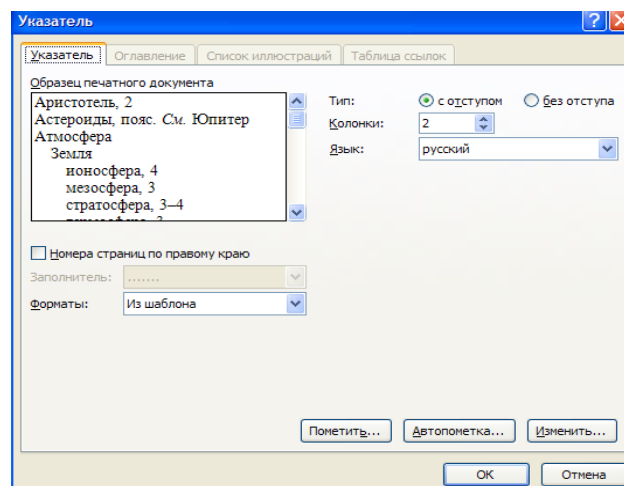 Указатель
Указатель Оглавление Список иллюстраций Таблица ссылок
Образец печатного документа
Аристотель, 2
Астероиды, пояс. См. Юпитер
Атмосфера
Земля
ионосфера, 4
мезосфера, 3
стратосфера, 3–4
Тип: с отступом без отступа
Колонки: 2
Язык: русский
Номера страниц по правому краю
Заполнитель: .......
Форматы: Из шаблона
Пометить... Автопометка... Изменить...
ОК Отмена